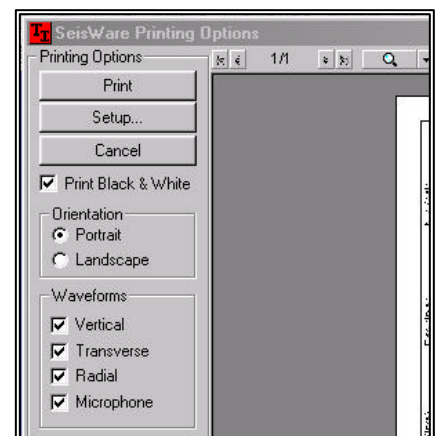 SeisWare Printing Options
Printing Options
1/1
Print
Setup...
Cancel
Print Black & White
Orientation
Portrait
Landscape
Waveforms
Vertical
Transverse
Radial
Microphone